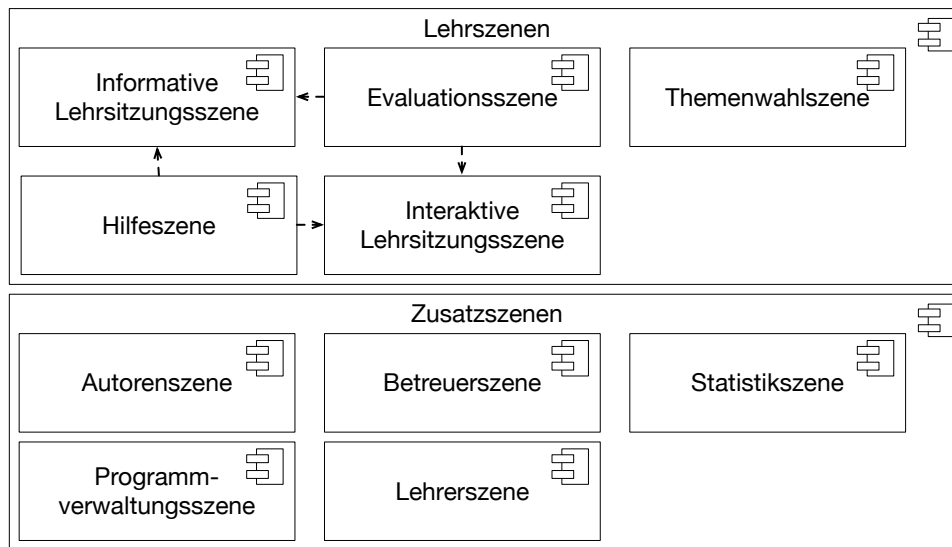 Lehrszenen
Informative
Lehrsitzungsszene
Evaluationsszene
Themenwahlszene
Hilfeszene
Interaktive
Lehrsitzungsszene
Zusatzszenen
Autorenszene
Betreuerszene
Statistikszene
Programm-
verwaltungsszene
Lehrerszene